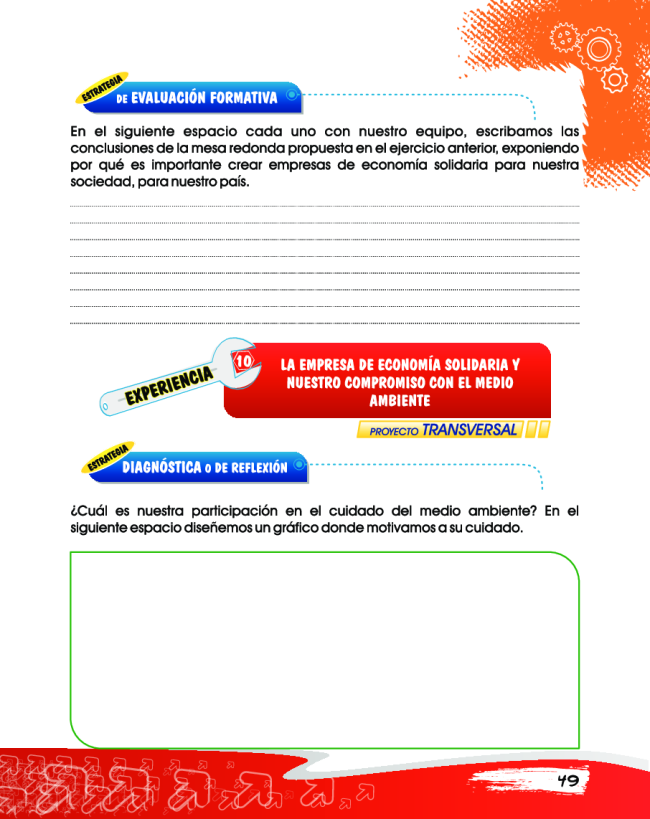 ESTRATEGIA
DE EVALUACIÓN FORMATIVA
En el siguiente espacio cada uno con nuestro equipo, escribamos las
conclusiones de la mesa redonda propuesta en el ejercicio anterior, exponiendo
por qué es importante crear empresas de economía solidaria para nuestra
sociedad, para nuestro país.
EXPERIENCIA 10
LA EMPRESA DE ECONOMÍA SOLIDARIA Y
NUESTRO COMPROMISO CON EL MEDIO
AMBIENTE
PROYECTO TRANSVERSAL
ESTRATEGIA
DIAGNÓSTICA O DE REFLEXIÓN
¿Cuál es nuestra participación en el cuidado del medio ambiente? En el
siguiente espacio diseñemos un gráfico donde motivamos a su cuidado.
49